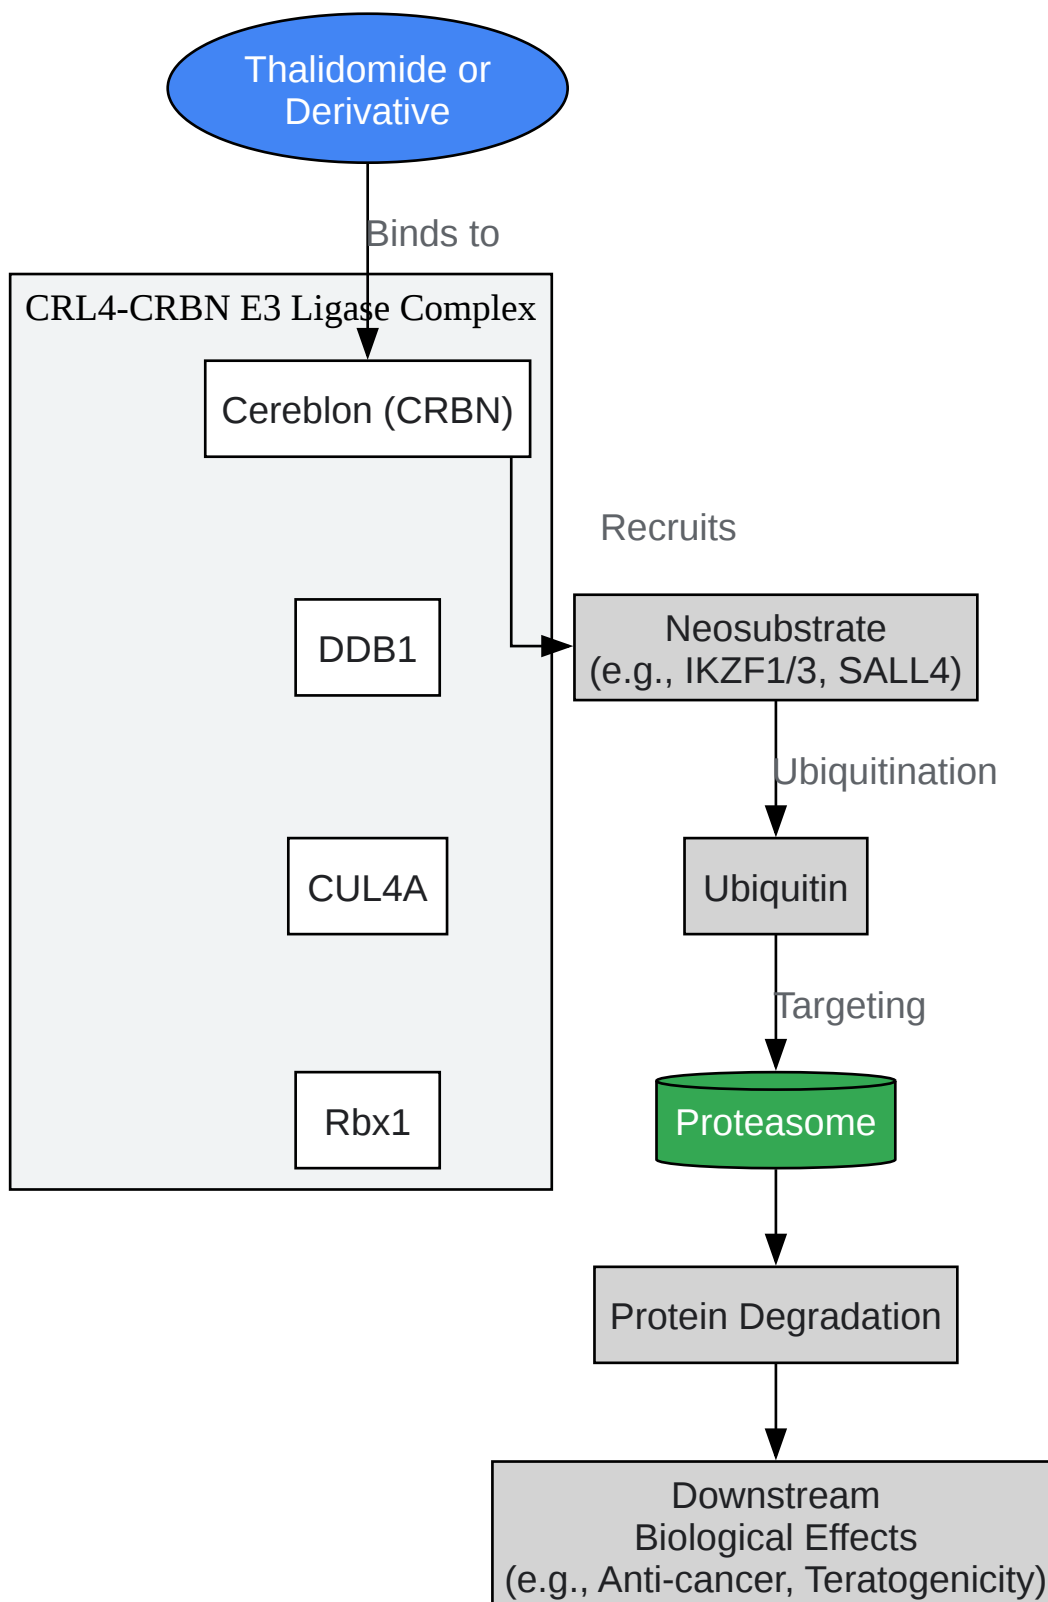 Thalidomide or
Derivative
Binds to
CRL4-CRBN E3 Ligase Complex
Cereblon (CRBN)
Recruits
DDB1
Neosubstrate
(e.g., IKZF1/3, SALL4)
Ubiquitination
CUL4A
Ubiquitin
Targeting
Rbx1
Proteasome
Protein Degradation
Downstream
Biological Effects
(e.g., Anti-cancer, Teratogenicity)